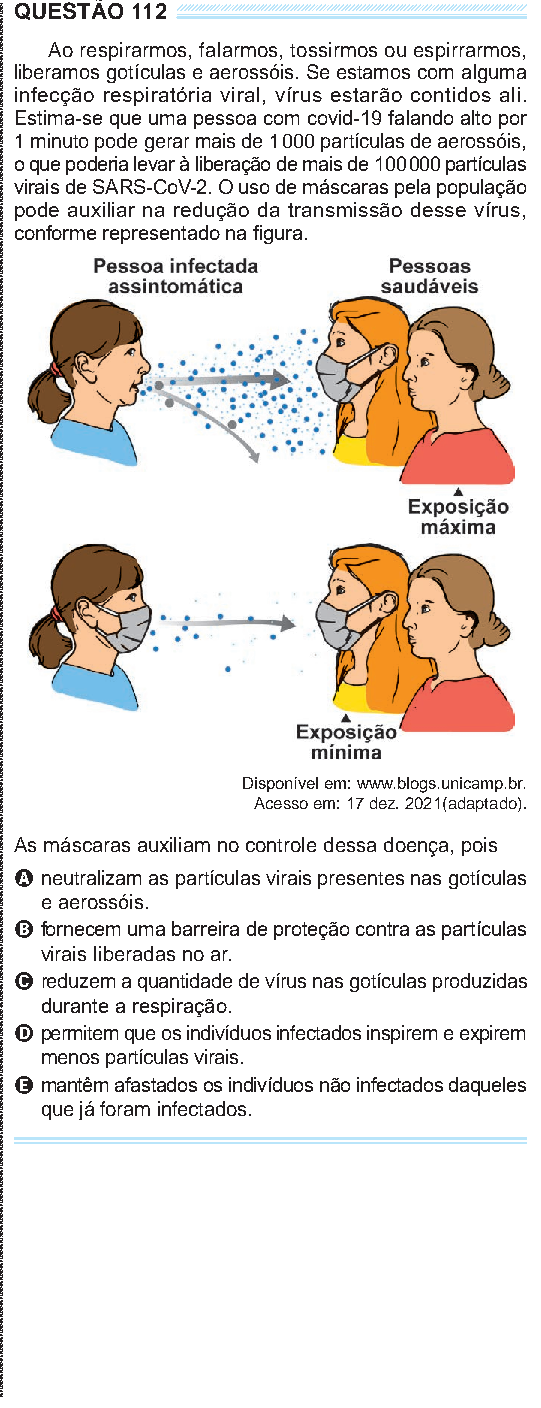 QUESTÃO 112
Ao respirarmos, falarmos, tossirmos ou espirrarmos,
liberamos gotículas e aerossóis. Se estamos com alguma
infecção respiratória viral, vírus estarão contidos ali.
Estima-se que uma pessoa com covid-19 falando alto por
1 minuto pode gerar mais de 1 000 partículas de aerossóis,
o que poderia levar à liberação de mais de 100 000 partículas
virais de SARS-CoV-2. O uso de máscaras pela população
pode auxiliar na redução da transmissão desse vírus,
conforme representado na figura.
Pessoa infectada
assintomática
Pessoas
saudáveis
Exposição
máxima
Exposição
mínima
Disponível em: www.blogs.unicamp.br.
Acesso em: 17 dez. 2021(adaptado).
As máscaras auxiliam no controle dessa doença, pois
A neutralizam as partículas virais presentes nas gotículas
e aerossóis.
B fornecem uma barreira de proteção contra as partículas
virais liberadas no ar.
C reduzem a quantidade de vírus nas gotículas produzidas
durante a respiração.
D permitem que os indivíduos infectados inspirem e expirem
menos partículas virais.
E mantêm afastados os indivíduos não infectados daqueles
que já foram infectados.